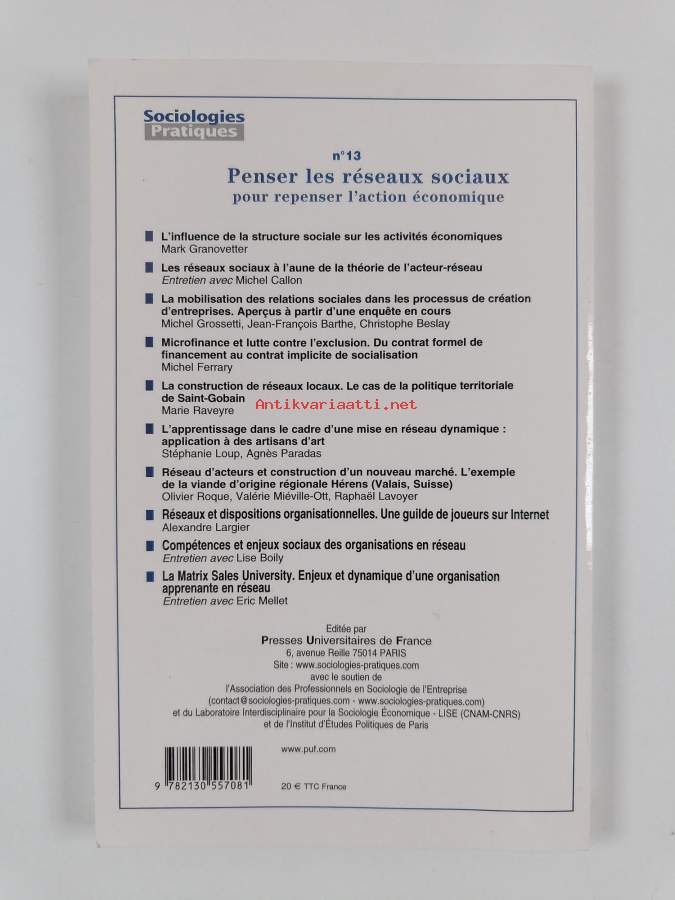 Sociologies
Pratiques
n°13
Penser les réseaux sociaux
pour repenser l'action économique
L'influence de la structure sociale sur les activités économiques
Mark Granovetter
Les réseaux sociaux à l'aune de la théorie de l'acteur-réseau
Entretien avec Michel Callon
La mobilisation des relations sociales dans les processus de création
d'entreprises. Aperçus à partir d'une enquête en cours
Michel Grossetti, Jean-François Barthe, Christophe Beslay
Microfinance et lutte contre l'exclusion. Du contrat formel de
financement au contrat implicite de socialisation
Michel Ferrary
La construction de réseaux locaux. Le cas de la politique territoriale
de Saint-Gobain
Antikvariaatti.net
Marie Raveyre
L'apprentissage dans le cadre d'une mise en réseau dynamique :
application à des artisans d'art
Stéphanie Loup, Agnès Paradas
Réseau d'acteurs et construction d'un nouveau marché. L'exemple
de la viande d'origine régionale Hérens (Valais, Suisse)
Olivier Roque, Valérie Miéville-Ott, Raphaël Lavoyer
Réseaux et dispositions organisationnelles. Une guilde de joueurs sur Internet
Alexandre Largier
Compétences et enjeux sociaux des organisations en réseau
Entretien avec Lise Boily
La Matrix Sales University. Enjeux et dynamique d'une organisation
apprenante en réseau
Entretien avec Eric Mellet
Editée par
Presses Universitaires de France
6, avenue Reille 75014 PARIS
Site : www.sociologies-pratiques.com
avec le soutien de
l'Association des Professionnels en Sociologie de l'Entreprise
(contact@sociologies-pratiques.com - www.sociologies-pratiques.com)
et du Laboratoire Interdisciplinaire pour la Sociologie Économique - LISE (CNAM-CNRS)
et de l'Institut d'Études Politiques de Paris
www.puf.com
9 782130 557081
20 € TTC France